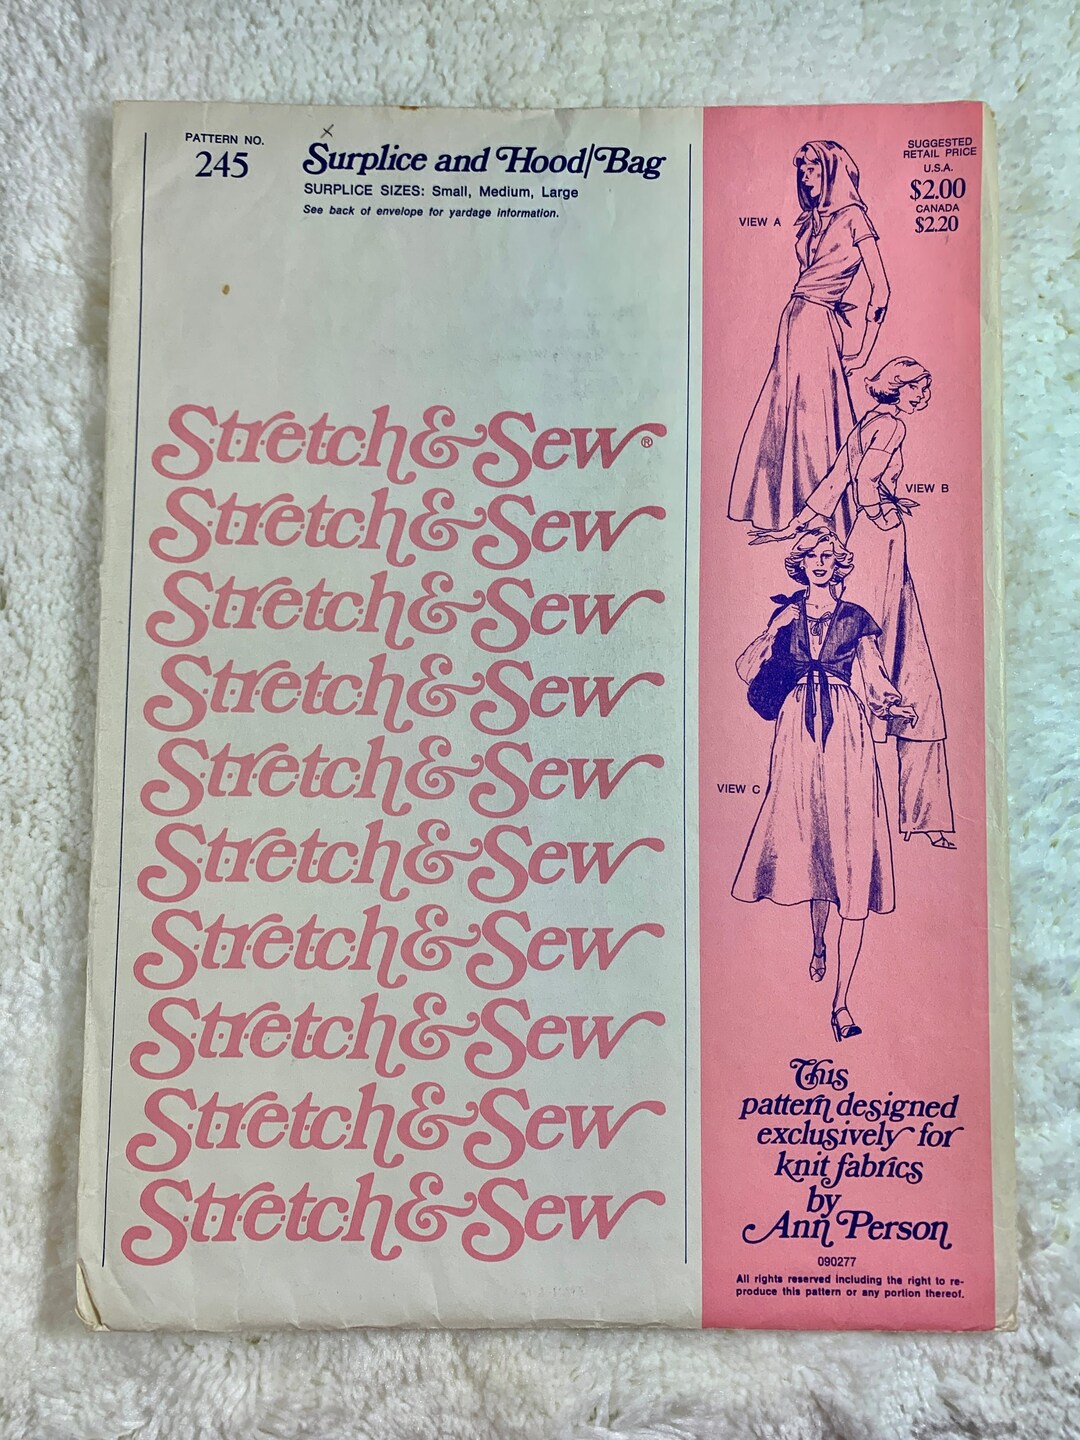 PATTERN NO.
245
Surplice and Hood/Bag
SURPLICE SIZES: Small, Medium, Large
See back of envelope for yardage information.
Stretch & Sew®
Stretch & Sew
Stretch & Sew
Stretch & Sew
Stretch & Sew
Stretch & Sew
Stretch & Sew
Stretch & Sew
Stretch & Sew
Stretch & Sew
SUGGESTED
RETAIL PRICE
U.S.A.
$2.00
CANADA
$2.20
VIEW A
VIEW B
VIEW C
This
pattern designed
exclusively for
knit fabrics
by
Ann Person
090277
All rights reserved including the right to re-
produce this pattern or any portion thereof.